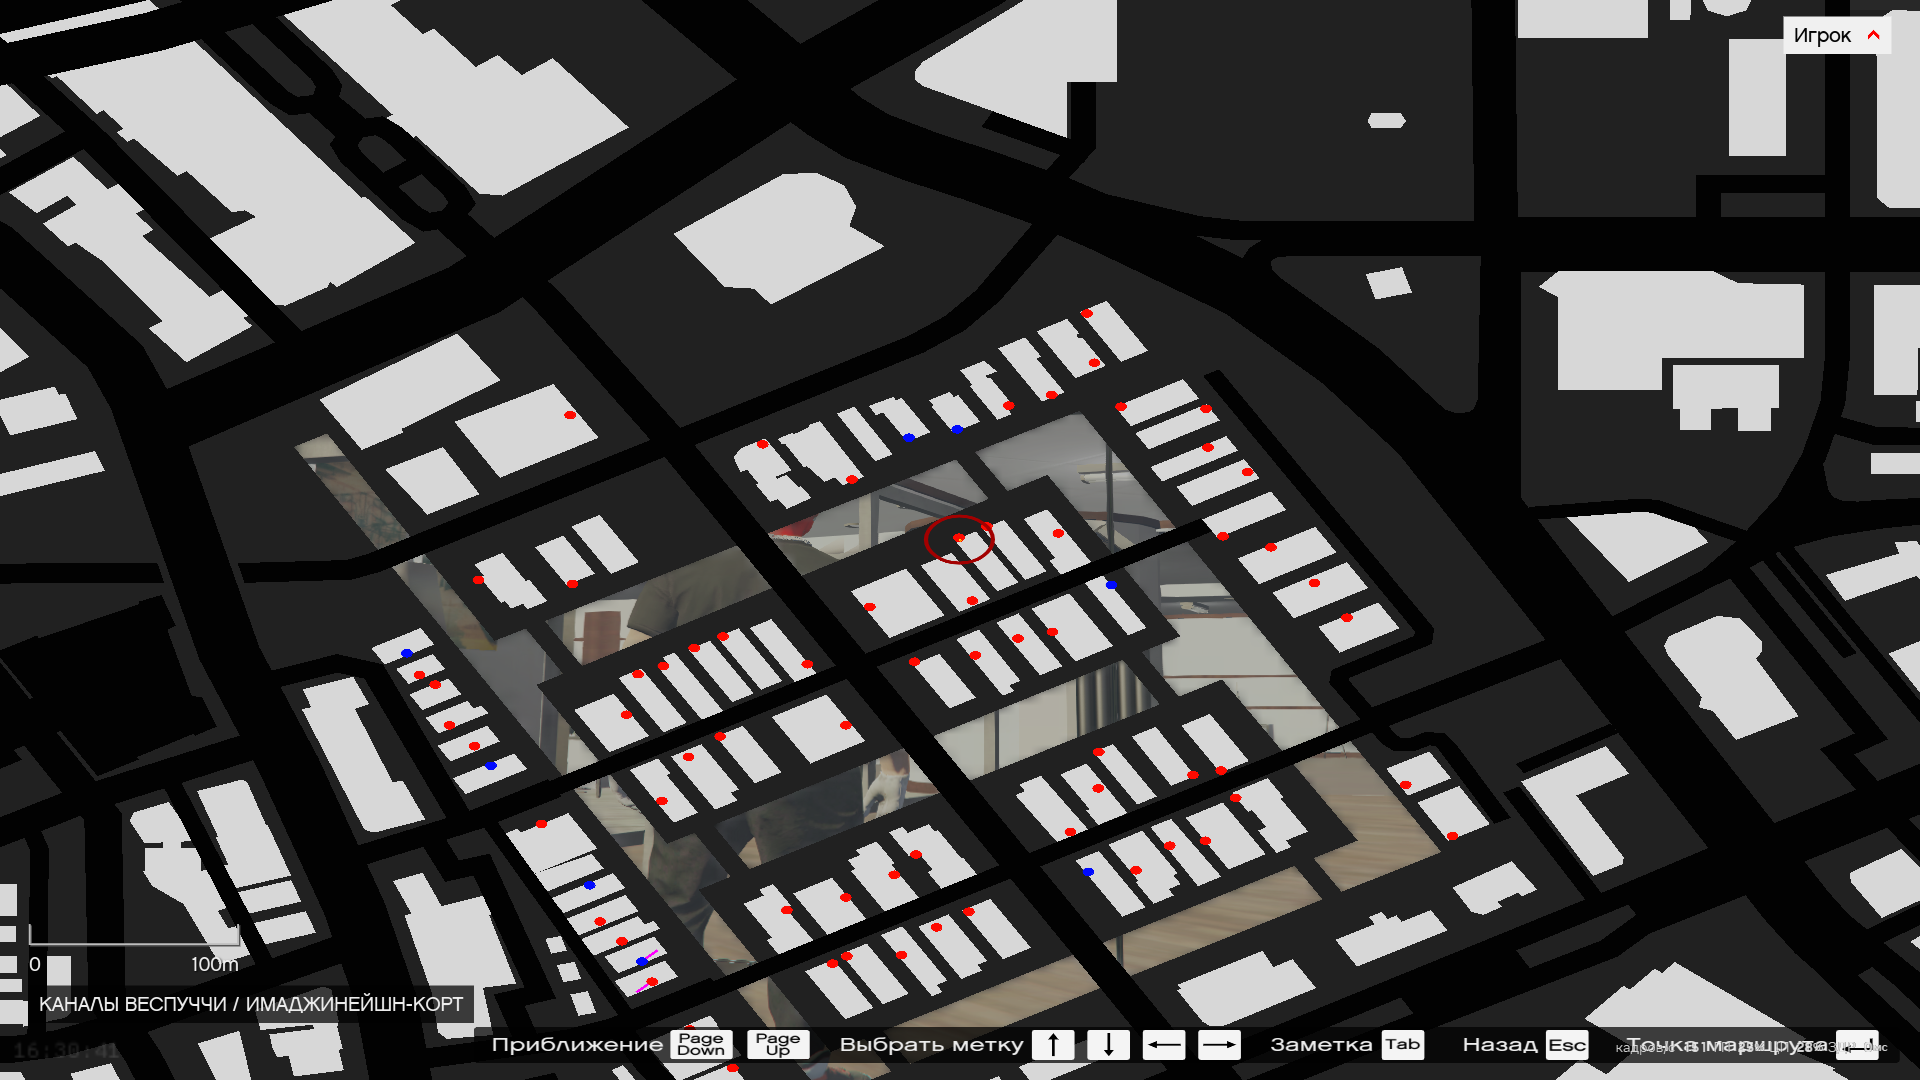 Игрок
0 100m
КАНАЛЫ ВЕСПУЧЧИ / ИМАДЖИНЕЙШН-КОРТ
16:30:41
Приближение Page Down Page Up Выбрать метку ↑ ↓ ← → Заметка Tab Назад Esc Точка маршрута